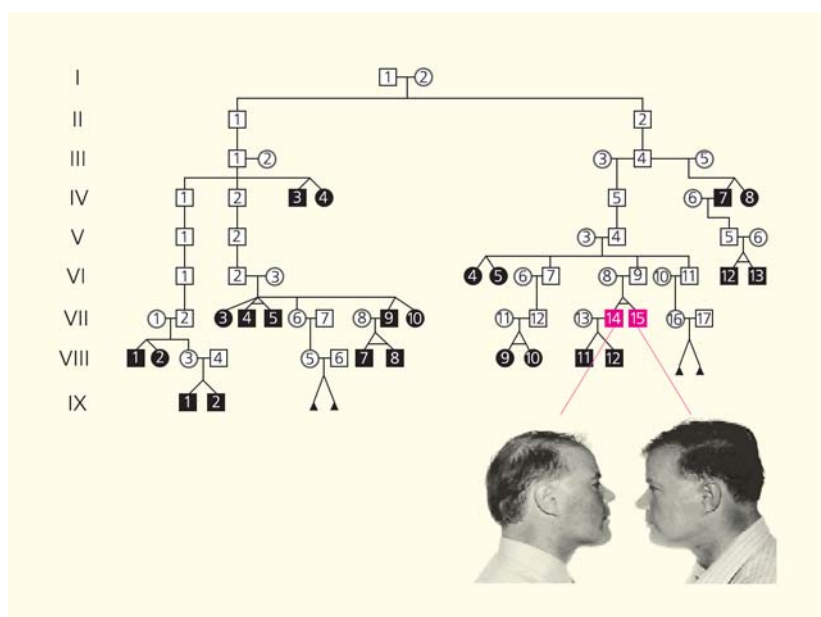 I 1 2
II 1 2
III 1 2 3 4 5
IV 1 2 3 4 5 6 7 8
V 1 2 3 4 5 6
VI 1 2 3 4 5 6 7 8 9 10 11 12 13
VII 1 2 3 4 5 6 7 8 9 10 11 12 13 14 15 16 17
VIII 1 2 3 4 5 6 7 8 9 10 11 12
IX 1 2